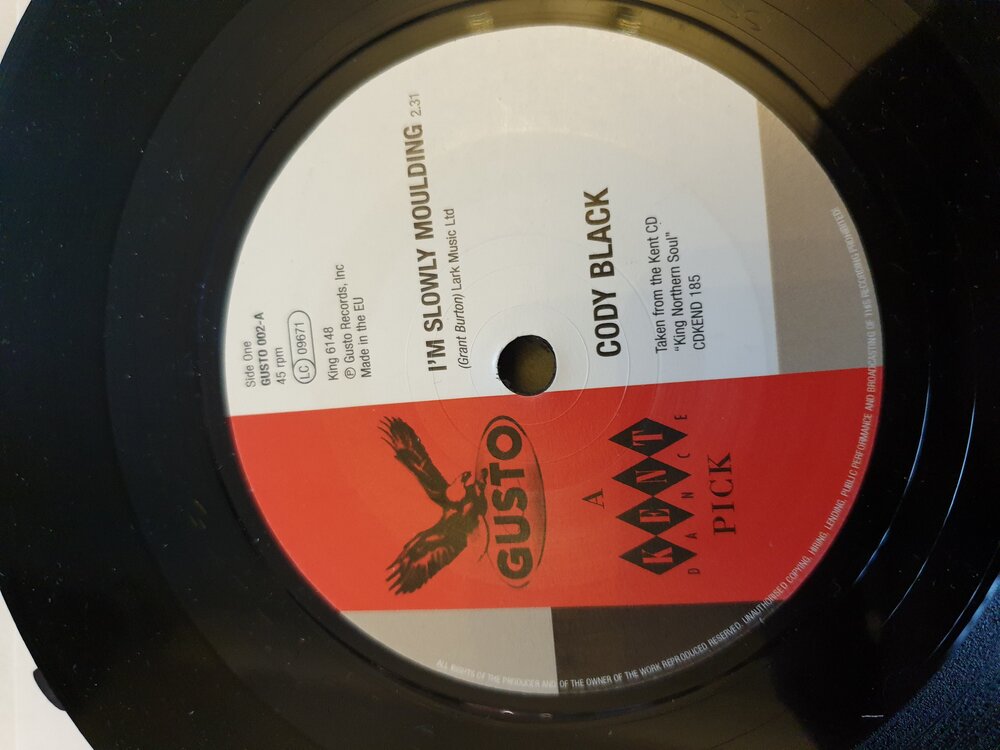 Side One
GUSTO 002-A
45 rpm
LC 09671
King 6148
℗ Gusto Records, Inc
Made in the EU
I'M SLOWLY MOULDING 2.31
(Grant Burton) Lark Music Ltd
CODY BLACK
Taken from the Kent CD
"King Northern Soul"
CDKEND 185
GUSTO
A
KENT
DANCE
PICK
ALL RIGHTS OF THE PRODUCER AND OF THE OWNER OF THE WORK REPRODUCED RESERVED. UNAUTHORISED COPYING, HIRING, LENDING, PUBLIC PERFORMANCE AND BROADCASTING OF THIS RECORDING PROHIBITED!